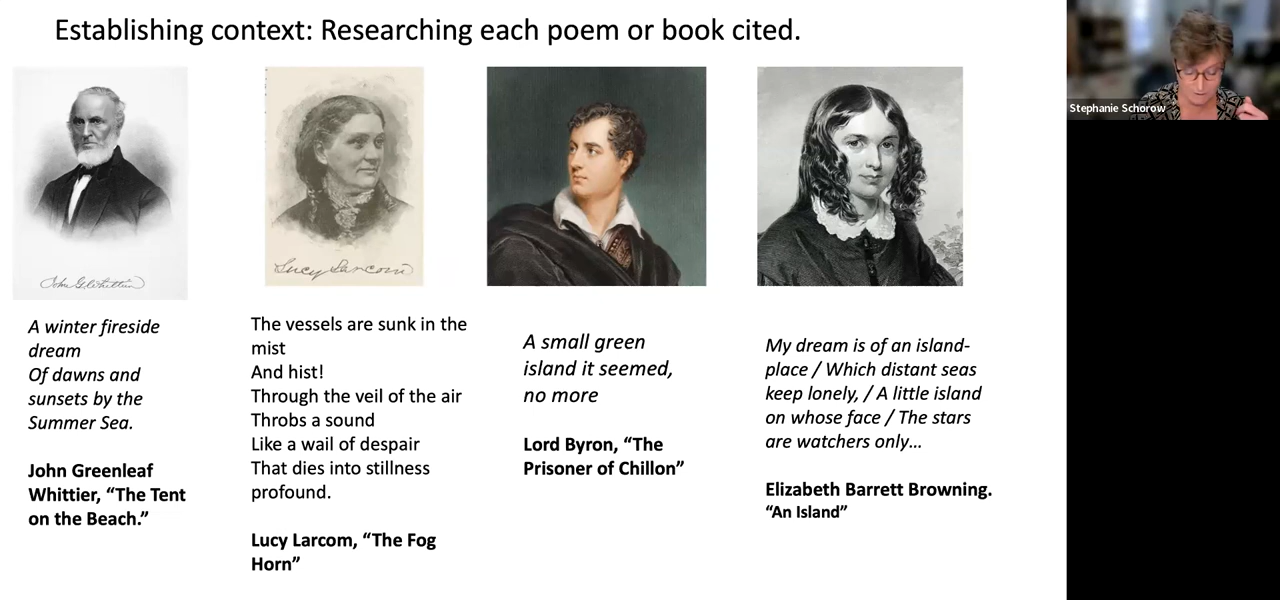 Establishing context: Researching each poem or book cited.
Stephanie Schorow
John G. Whittier
Lucy Larcom
A winter fireside
dream
Of dawns and
sunsets by the
Summer Sea.
John Greenleaf
Whittier, “The Tent
on the Beach.”
The vessels are sunk in the
mist
And hist!
Through the veil of the air
Throbs a sound
Like a wail of despair
That dies into stillness
profound.
Lucy Larcom, “The Fog
Horn”
A small green
island it seemed,
no more
Lord Byron, “The
Prisoner of Chillon”
My dream is of an island-
place / Which distant seas
keep lonely, / A little island
on whose face / The stars
are watchers only…
Elizabeth Barrett Browning.
“An Island”